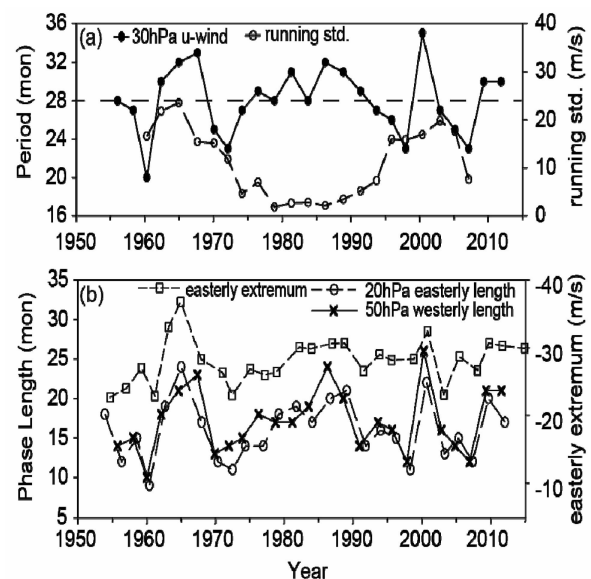 (a) 30hPa u-wind running std.
Period (mon)
36
32
28
24
20
16
running std. (m/s)
40
30
20
10
0
1950 1960 1970 1980 1990 2000 2010
(b) easterly extremum 20hPa easterly length
50hPa westerly length
Phase Length (mon)
35
30
25
20
15
10
5
easterly extremum (m/s)
-40
-30
-20
-10
1950 1960 1970 1980 1990 2000 2010
Year